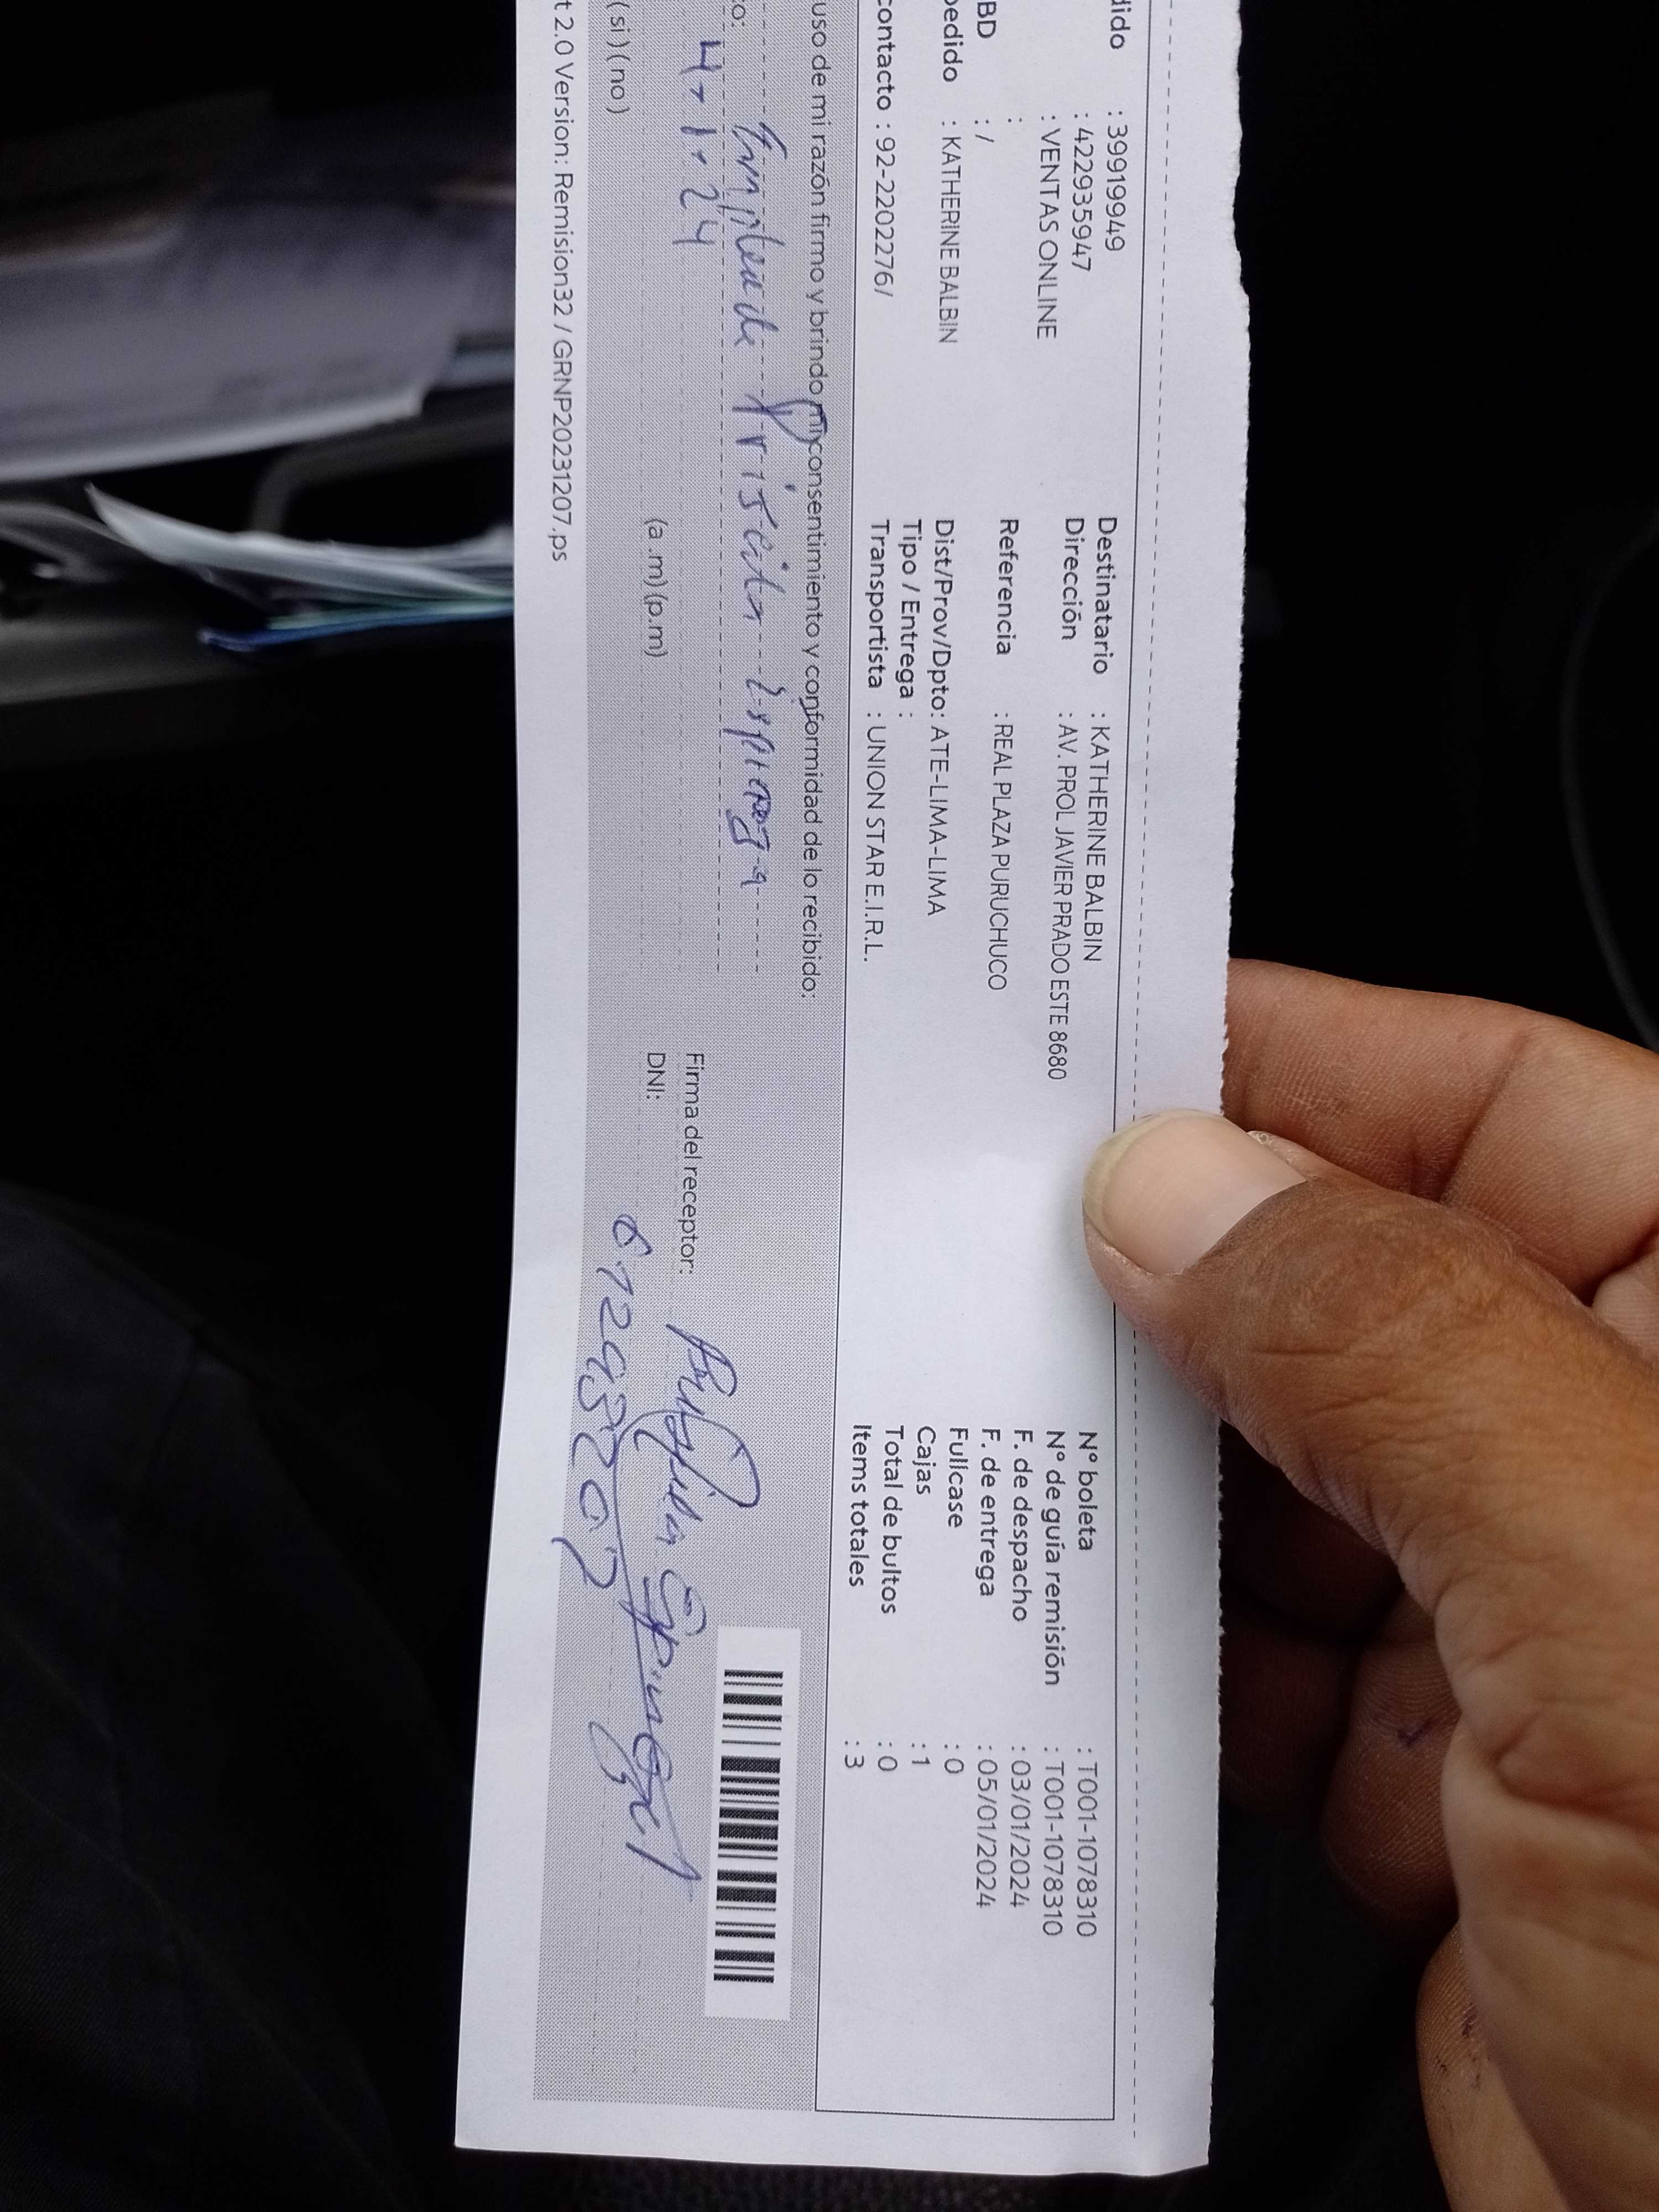 dido : 39919949
: 422935947
: VENTAS ONLINE
:
BD : /
pedido : KATHERINE BALBIN
contacto : 92-2202276/
Destinatario : KATHERINE BALBIN
Dirección : AV. PROL JAVIER PRADO ESTE 8680
Referencia : REAL PLAZA PURUCHUCO
Dist/Prov/Dpto: ATE-LIMA-LIMA
Tipo / Entrega :
Transportista : UNION STAR E.I.R.L.
N° boleta : T001-1078310
N° de guía remisión : T001-1078310
F. de despacho : 03/01/2024
F. de entrega : 05/01/2024
Fullcase : 0
Cajas : 1
Total de bultos : 0
Items totales : 3
uso de mi razón firmo y brindo mi consentimiento y conformidad de lo recibido:
to:
4-1-24
(a .m) (p.m)
( si ) ( no )
Firma del receptor:
DNI:
t 2.0 Version: Remision32 / GRNP20231207.ps